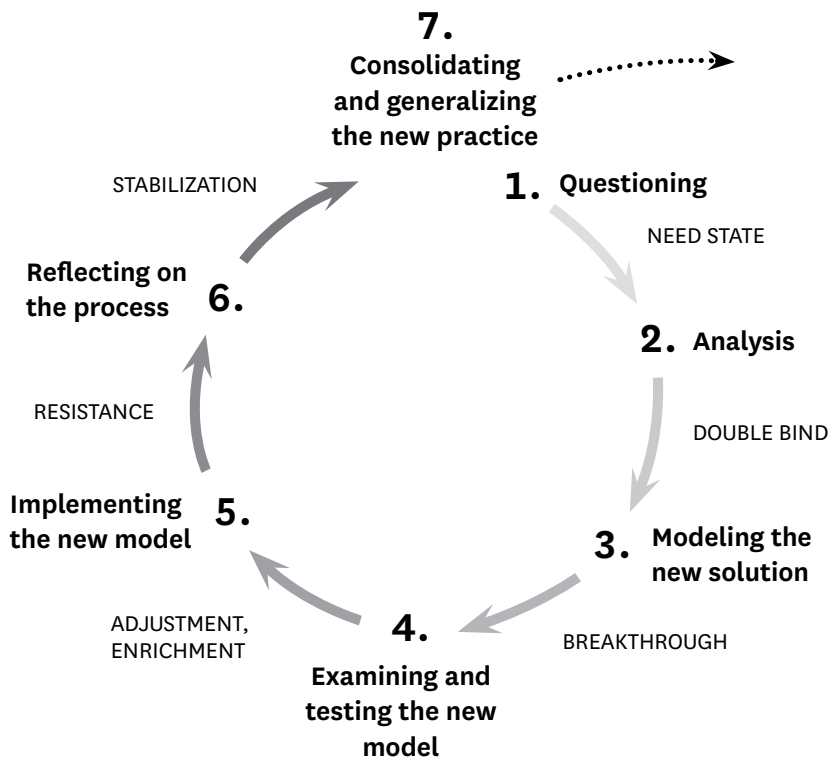 7.
Consolidating
and generalizing
the new practice
1. Questioning
NEED STATE
2. Analysis
DOUBLE BIND
3. Modeling the
new solution
BREAKTHROUGH
4.
Examining and
testing the new
model
ADJUSTMENT,
ENRICHMENT
5.
Implementing
the new model
RESISTANCE
6.
Reflecting on
the process
STABILIZATION